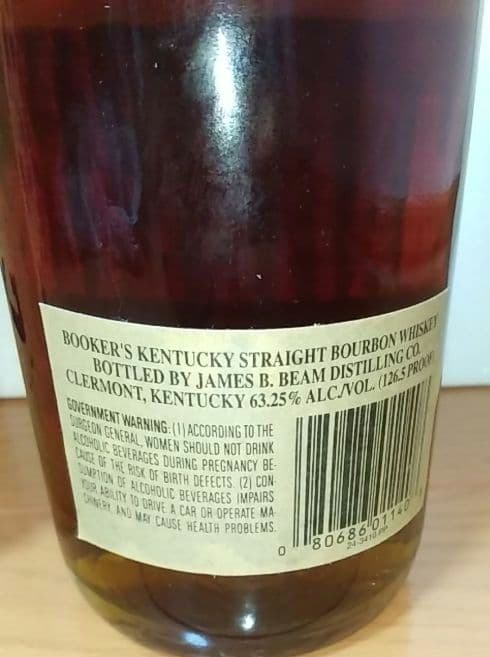 BOOKER'S KENTUCKY STRAIGHT BOURBON WHISKEY
BOTTLED BY JAMES B. BEAM DISTILLING CO.
CLERMONT, KENTUCKY 63.25% ALC./VOL. (126.5 PROOF)
GOVERNMENT WARNING: (1) ACCORDING TO THE
SURGEON GENERAL, WOMEN SHOULD NOT DRINK
ALCOHOLIC BEVERAGES DURING PREGNANCY BE-
CAUSE OF THE RISK OF BIRTH DEFECTS. (2) CON-
SUMPTION OF ALCOHOLIC BEVERAGES IMPAIRS
YOUR ABILITY TO DRIVE A CAR OR OPERATE MA-
CHINERY, AND MAY CAUSE HEALTH PROBLEMS.
0 80686 01140